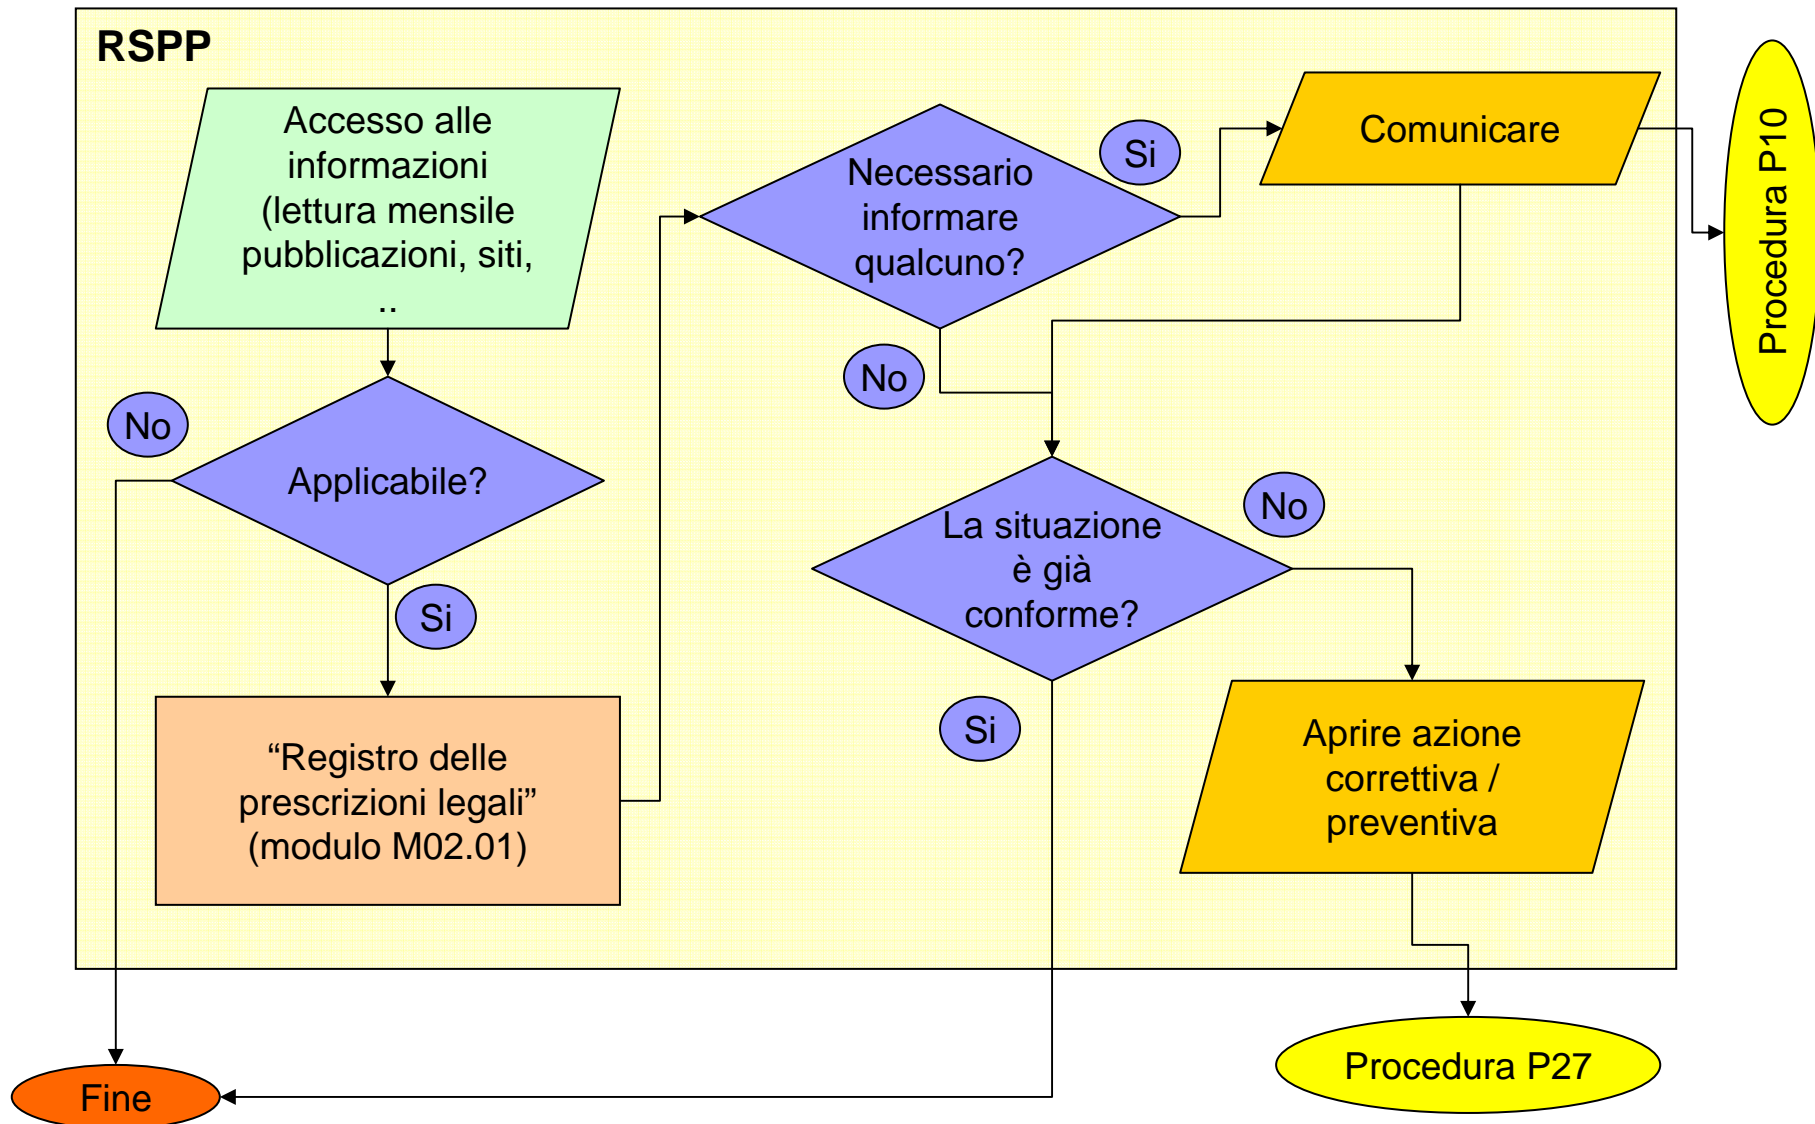 RSPP
Accesso alle
informazioni
(lettura mensile
pubblicazioni, siti,
..
No
Applicabile?
Si
“Registro delle
prescrizioni legali”
(modulo M02.01)
Necessario
informare
qualcuno?
Si
Comunicare
Procedura P10
No
La situazione
è già
conforme?
No
Si
Aprire azione
correttiva /
preventiva
Procedura P27
Fine